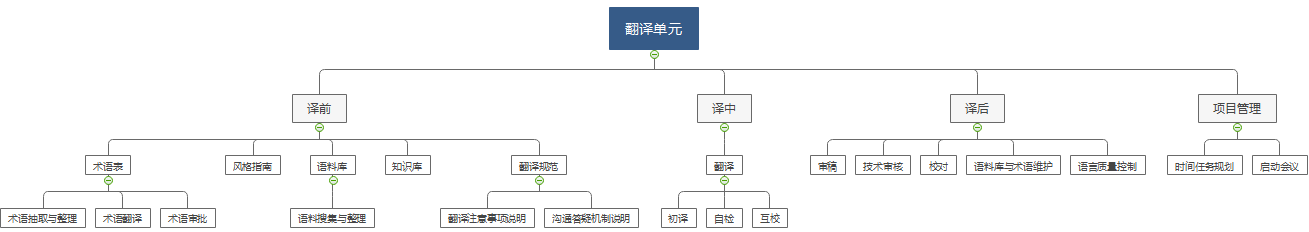 翻译单元
译前
译中
译后
项目管理
术语表
风格指南
语料库
知识库
翻译规范
翻译
审稿
技术审核
校对
语料库与术语维护
语言质量控制
时间任务规划
启动会议
术语抽取与整理
术语翻译
术语审批
语料搜集与整理
翻译注意事项说明
沟通答疑机制说明
初译
自检
互校